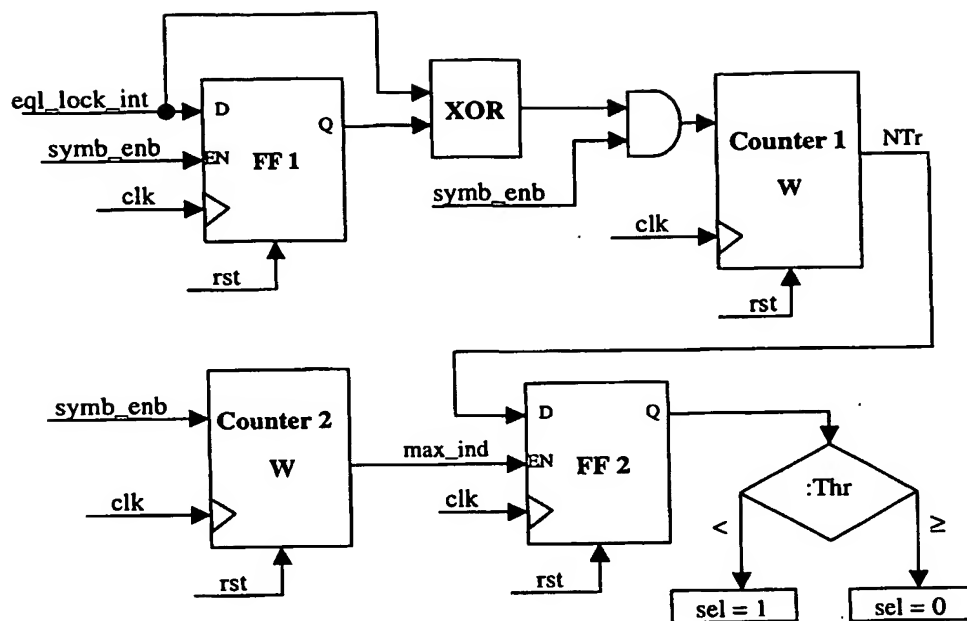 eql_lock_int
D
Q
symb_enb
EN
FF 1
clk
rst
XOR
symb_enb
Counter 1
W
NTr
clk
rst
symb_enb
Counter 2
W
clk
rst
max_ind
D
Q
EN
FF 2
clk
rst
:Thr
<
≥
sel = 1
sel = 0